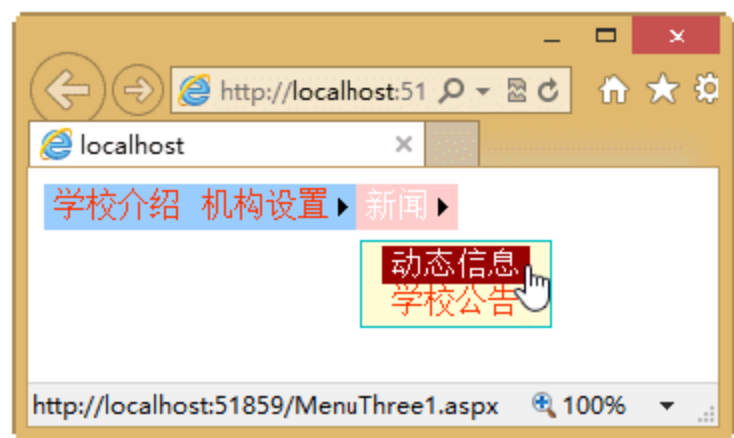 http://localhost:51
localhost
学校介绍 机构设置 新闻
动态信息
学校公告
http://localhost:51859/MenuThree1.aspx 100%